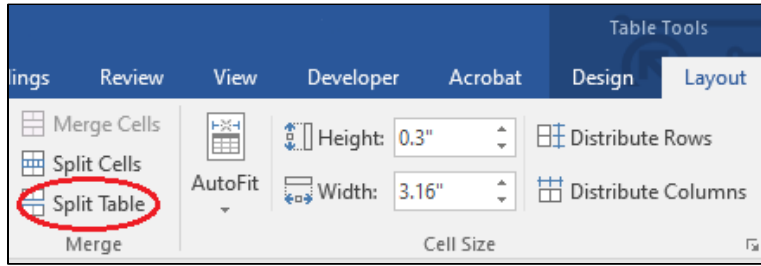 Table Tools
lings Review View Developer Acrobat Design Layout
Merge Cells
Split Cells
Split Table
Merge
AutoFit
Height: 0.3"
Width: 3.16"
Distribute Rows
Distribute Columns
Cell Size